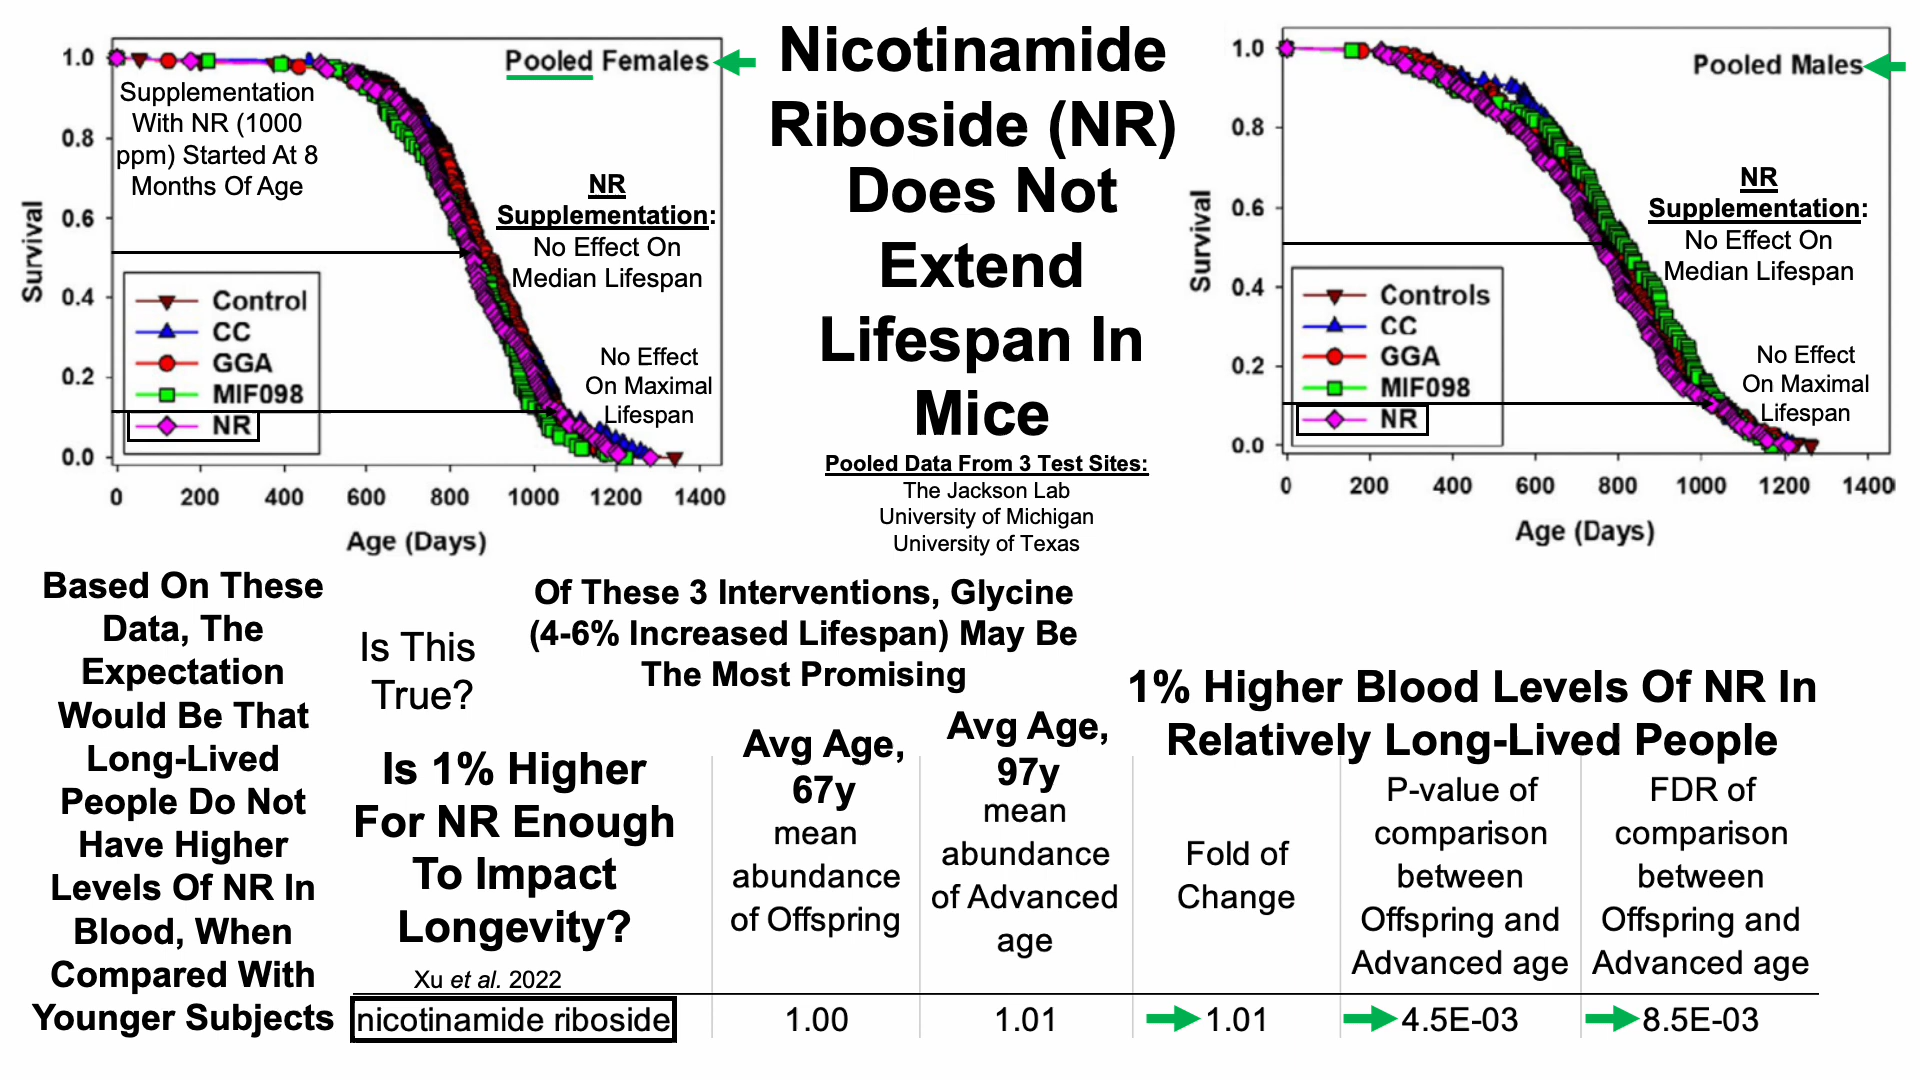 Nicotinamide
Riboside (NR)
Does Not
Extend
Lifespan In
Mice
Pooled Data From 3 Test Sites:
The Jackson Lab
University of Michigan
University of Texas
Pooled Females
Supplementation
With NR (1000
ppm) Started At 8
Months Of Age
NR
Supplementation:
No Effect On
Median Lifespan
No Effect
On Maximal
Lifespan
Survival
1.0
0.8
0.6
0.4
0.2
0.0
Control
CC
GGA
MIF098
NR
0 200 400 600 800 1000 1200 1400
Age (Days)
Pooled Males
NR
Supplementation:
No Effect On
Median Lifespan
No Effect
On Maximal
Lifespan
Survival
1.0
0.8
0.6
0.4
0.2
0.0
Controls
CC
GGA
MIF098
NR
0 200 400 600 800 1000 1200 1400
Age (Days)
Based On These
Data, The
Expectation
Would Be That
Long-Lived
People Do Not
Have Higher
Levels Of NR In
Blood, When
Compared With
Younger Subjects
Is This
True?
Of These 3 Interventions, Glycine
(4-6% Increased Lifespan) May Be
The Most Promising
1% Higher Blood Levels Of NR In
Relatively Long-Lived People
Is 1% Higher
For NR Enough
To Impact
Longevity?
Xu et al. 2022
Avg Age,
67y
mean
abundance
of Offspring
Avg Age,
97y
mean
abundance
of Advanced
age
Fold of
Change
P-value of
comparison
between
Offspring and
Advanced age
FDR of
comparison
between
Offspring and
Advanced age
nicotinamide riboside 1.00 1.01 1.01 4.5E-03 8.5E-03